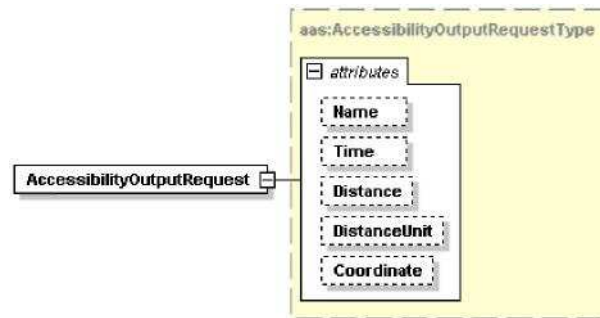 aas:AccessibilityOutputRequestType
attributes
Name
Time
AccessibilityOutputRequest
Distance
DistanceUnit
Coordinate